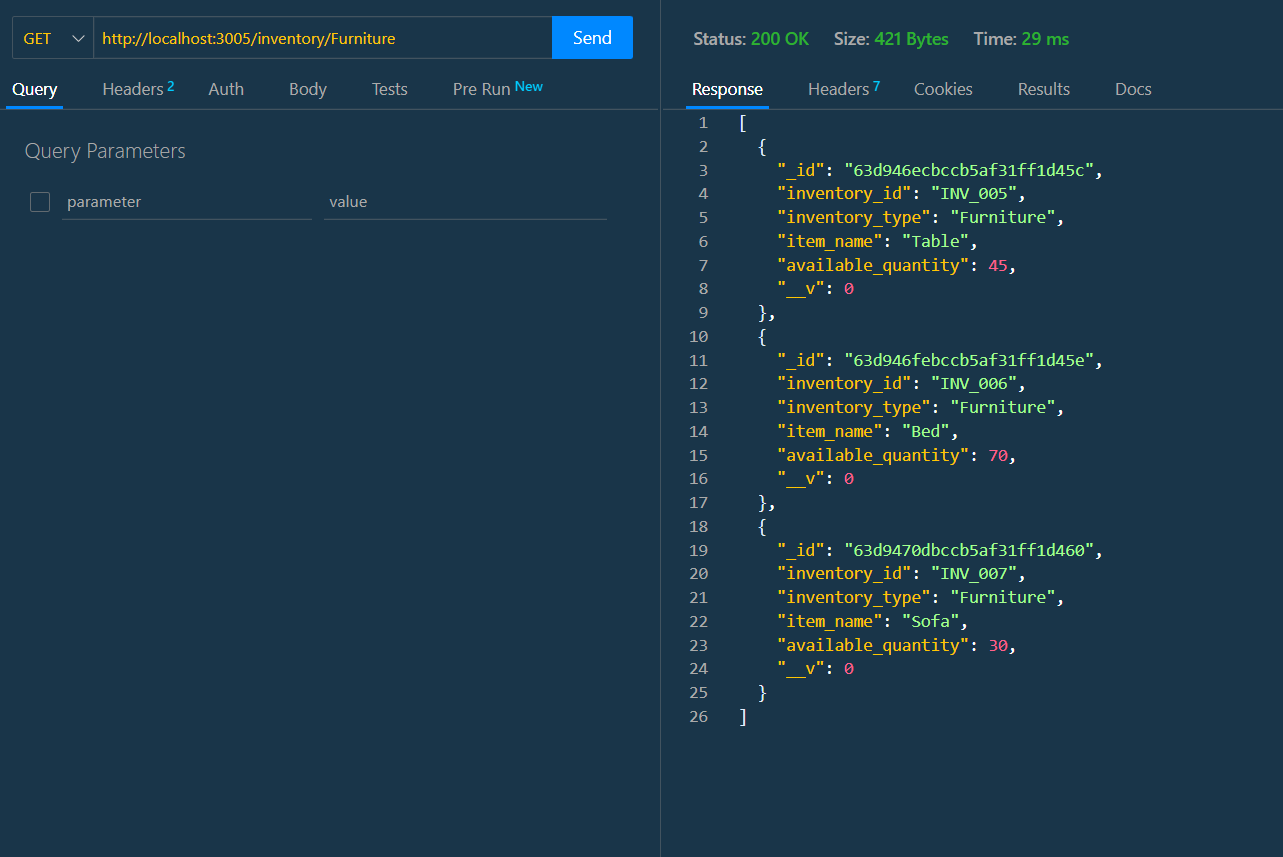 GET http://localhost:3005/inventory/Furniture Send
Query Headers 2 Auth Body Tests Pre Run New
Query Parameters
parameter value
Status: 200 OK Size: 421 Bytes Time: 29 ms
Response Headers 7 Cookies Results Docs
1 [
2 {
3 "_id": "63d946ecbccb5af31ff1d45c",
4 "inventory_id": "INV_005",
5 "inventory_type": "Furniture",
6 "item_name": "Table",
7 "available_quantity": 45,
8 "__v": 0
9 },
10 {
11 "_id": "63d946febccb5af31ff1d45e",
12 "inventory_id": "INV_006",
13 "inventory_type": "Furniture",
14 "item_name": "Bed",
15 "available_quantity": 70,
16 "__v": 0
17 },
18 {
19 "_id": "63d9470dbccb5af31ff1d460",
20 "inventory_id": "INV_007",
21 "inventory_type": "Furniture",
22 "item_name": "Sofa",
23 "available_quantity": 30,
24 "__v": 0
25 }
26 ]